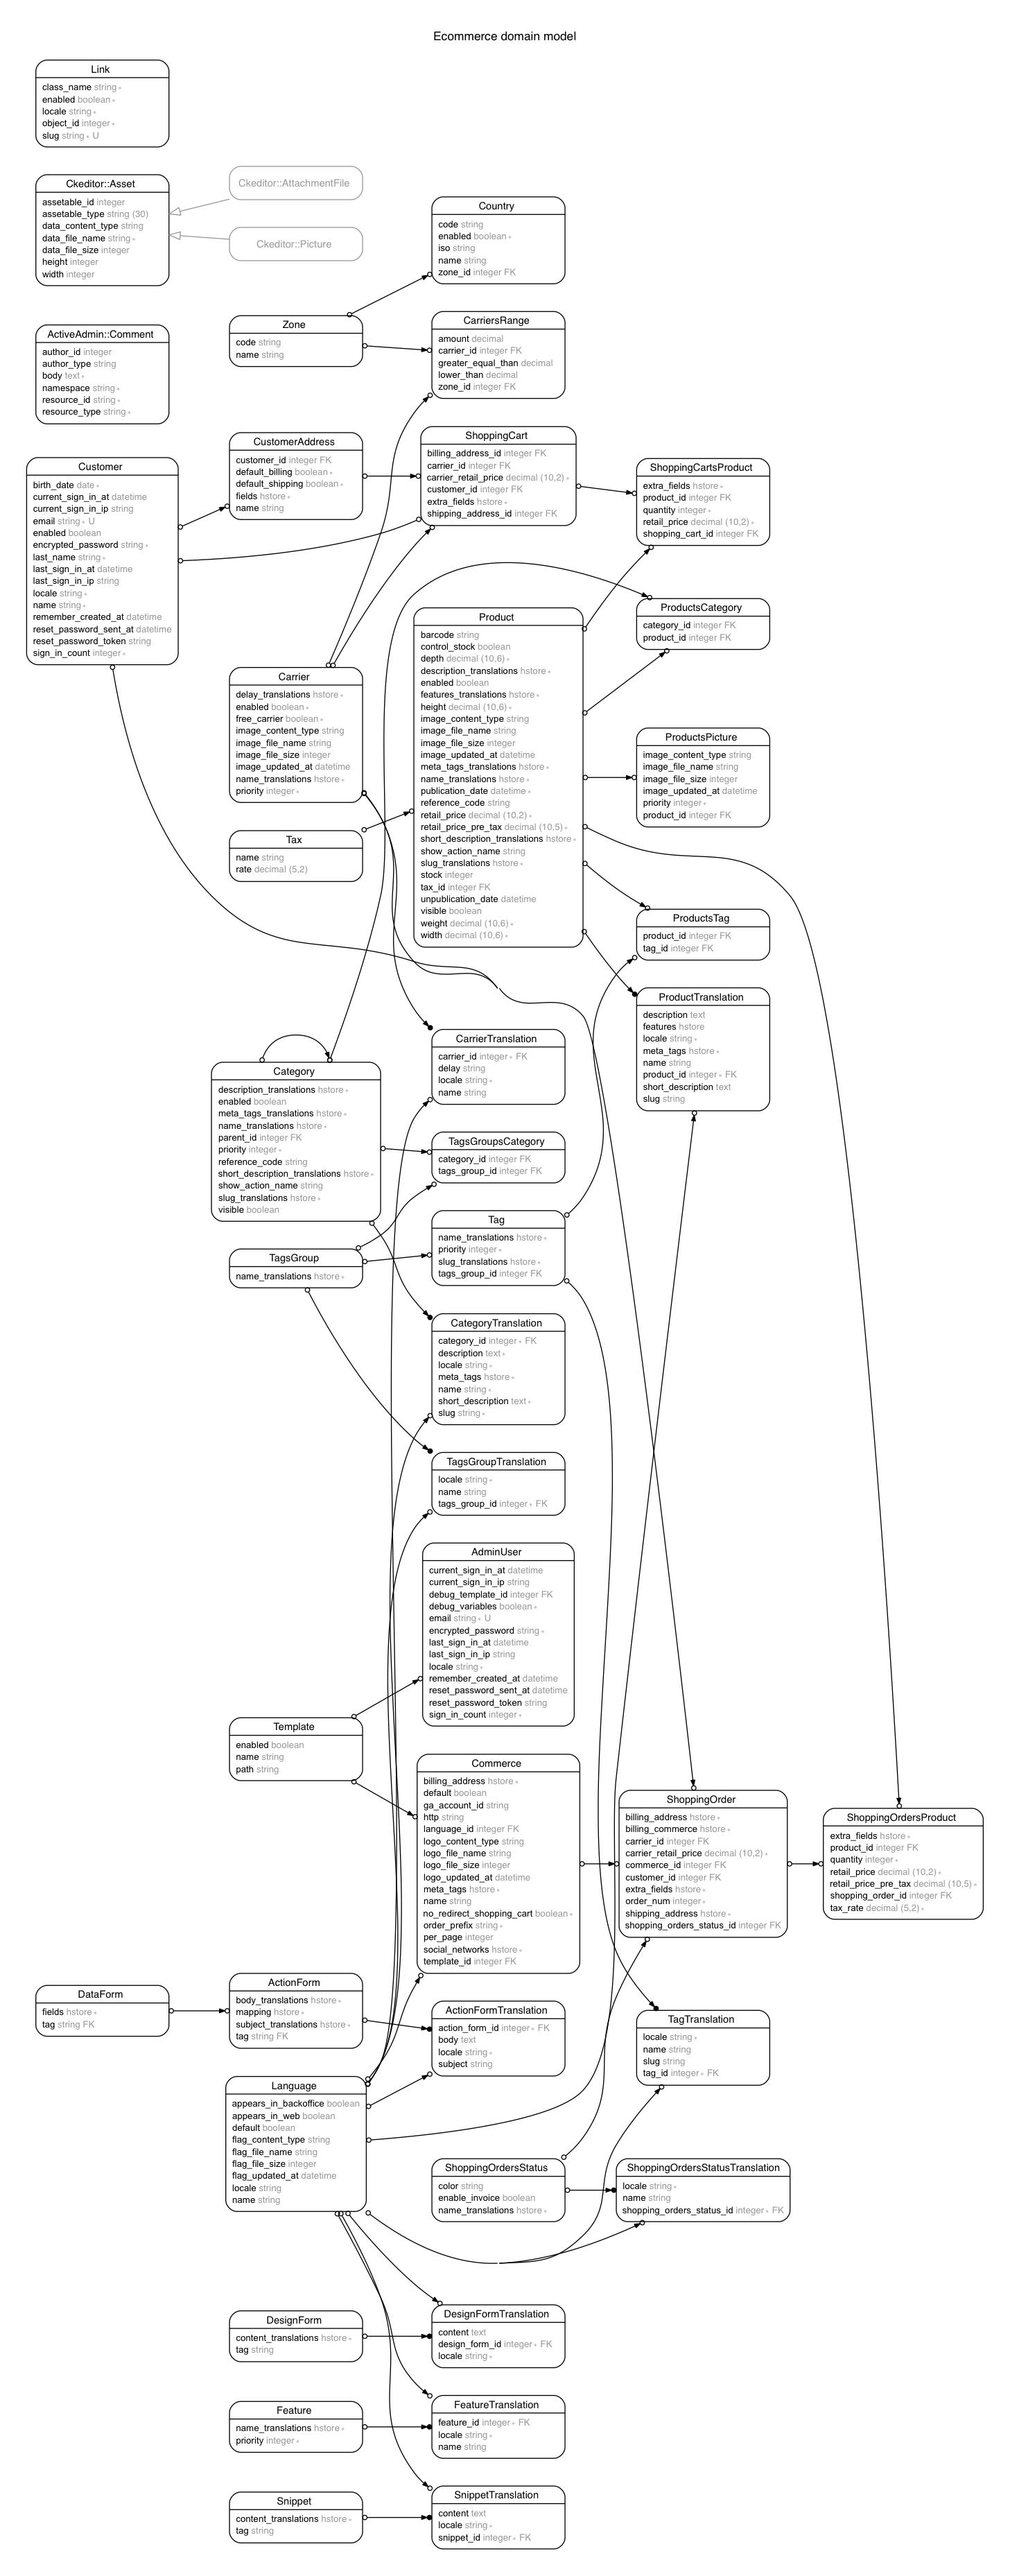 Ecommerce domain model
Link
class_name string ∗
enabled boolean ∗
locale string ∗
object_id integer ∗
slug string ∗ U
Ckeditor::Asset
assetable_id integer
assetable_type string (30)
data_content_type string
data_file_name string ∗
data_file_size integer
height integer
width integer
Ckeditor::AttachmentFile
Ckeditor::Picture
Country
code string
enabled boolean ∗
iso string
name string
zone_id integer FK
Zone
code string
name string
CarriersRange
amount decimal
carrier_id integer FK
greater_equal_than decimal
lower_than decimal
zone_id integer FK
ActiveAdmin::Comment
author_id integer
author_type string
body text ∗
namespace string ∗
resource_id string ∗
resource_type string ∗
Customer
birth_date date ∗
current_sign_in_at datetime
current_sign_in_ip string
email string ∗ U
enabled boolean
encrypted_password string ∗
last_name string ∗
last_sign_in_at datetime
last_sign_in_ip string
locale string ∗
name string ∗
remember_created_at datetime
reset_password_sent_at datetime
reset_password_token string
sign_in_count integer ∗
CustomerAddress
customer_id integer FK
default_billing boolean ∗
default_shipping boolean ∗
fields hstore ∗
name string
ShoppingCart
billing_address_id integer FK
carrier_id integer FK
carrier_retail_price decimal (10,2) ∗
customer_id integer FK
extra_fields hstore ∗
shipping_address_id integer FK
ShoppingCartsProduct
extra_fields hstore ∗
product_id integer FK
quantity integer ∗
retail_price decimal (10,2) ∗
shopping_cart_id integer FK
ProductsCategory
category_id integer FK
product_id integer FK
Product
barcode string
control_stock boolean
depth decimal (10,6) ∗
description_translations hstore ∗
enabled boolean
features_translations hstore ∗
height decimal (10,6) ∗
image_content_type string
image_file_name string
image_file_size integer
image_updated_at datetime
meta_tags_translations hstore ∗
name_translations hstore ∗
publication_date datetime ∗
reference_code string
retail_price decimal (10,2) ∗
retail_price_pre_tax decimal (10,5) ∗
short_description_translations hstore ∗
show_action_name string
slug_translations hstore ∗
stock integer
tax_id integer FK
unpublication_date datetime
visible boolean
weight decimal (10,6) ∗
width decimal (10,6) ∗
Carrier
delay_translations hstore ∗
enabled boolean ∗
free_carrier boolean ∗
image_content_type string
image_file_name string
image_file_size integer
image_updated_at datetime
name_translations hstore ∗
priority integer ∗
Tax
name string
rate decimal (5,2)
ProductsPicture
image_content_type string
image_file_name string
image_file_size integer
image_updated_at datetime
priority integer ∗
product_id integer FK
ProductsTag
product_id integer FK
tag_id integer FK
ProductTranslation
description text
features hstore
locale string ∗
meta_tags hstore ∗
name string
product_id integer ∗ FK
short_description text
slug string
CarrierTranslation
carrier_id integer ∗ FK
delay string
locale string ∗
name string
Category
description_translations hstore ∗
enabled boolean
meta_tags_translations hstore ∗
name_translations hstore ∗
parent_id integer FK
priority integer ∗
reference_code string
short_description_translations hstore ∗
show_action_name string
slug_translations hstore ∗
visible boolean
TagsGroupsCategory
category_id integer FK
tags_group_id integer FK
Tag
name_translations hstore ∗
priority integer ∗
slug_translations hstore ∗
tags_group_id integer FK
TagsGroup
name_translations hstore ∗
CategoryTranslation
category_id integer ∗ FK
description text ∗
locale string ∗
meta_tags hstore ∗
name string ∗
short_description text ∗
slug string ∗
TagsGroupTranslation
locale string ∗
name string
tags_group_id integer ∗ FK
AdminUser
current_sign_in_at datetime
current_sign_in_ip string
debug_template_id integer FK
debug_variables boolean ∗
email string ∗ U
encrypted_password string ∗
last_sign_in_at datetime
last_sign_in_ip string
locale string ∗
remember_created_at datetime
reset_password_sent_at datetime
reset_password_token string
sign_in_count integer ∗
Template
enabled boolean
name string
path string
Commerce
billing_address hstore ∗
default boolean
ga_account_id string
http string
language_id integer FK
logo_content_type string
logo_file_name string
logo_file_size integer
logo_updated_at datetime
meta_tags hstore ∗
name string
no_redirect_shopping_cart boolean ∗
order_prefix string ∗
per_page integer
social_networks hstore ∗
template_id integer FK
ShoppingOrder
billing_address hstore ∗
billing_commerce hstore ∗
carrier_id integer FK
carrier_retail_price decimal (10,2) ∗
commerce_id integer FK
customer_id integer FK
extra_fields hstore ∗
order_num integer ∗
shipping_address hstore ∗
shopping_orders_status_id integer FK
ShoppingOrdersProduct
extra_fields hstore ∗
product_id integer FK
quantity integer ∗
retail_price decimal (10,2) ∗
retail_price_pre_tax decimal (10,5) ∗
shopping_order_id integer FK
tax_rate decimal (5,2) ∗
DataForm
fields hstore ∗
tag string FK
ActionForm
body_translations hstore ∗
mapping hstore ∗
subject_translations hstore ∗
tag string FK
ActionFormTranslation
action_form_id integer ∗ FK
body text
locale string ∗
subject string
TagTranslation
locale string ∗
name string
slug string
tag_id integer ∗ FK
Language
appears_in_backoffice boolean
appears_in_web boolean
default boolean
flag_content_type string
flag_file_name string
flag_file_size integer
flag_updated_at datetime
locale string
name string
ShoppingOrdersStatus
color string
enable_invoice boolean
name_translations hstore ∗
ShoppingOrdersStatusTranslation
locale string ∗
name string
shopping_orders_status_id integer ∗ FK
DesignForm
content_translations hstore ∗
tag string
DesignFormTranslation
content text
design_form_id integer ∗ FK
locale string ∗
Feature
name_translations hstore ∗
priority integer ∗
FeatureTranslation
feature_id integer ∗ FK
locale string ∗
name string
Snippet
content_translations hstore ∗
tag string
SnippetTranslation
content text
locale string ∗
snippet_id integer ∗ FK